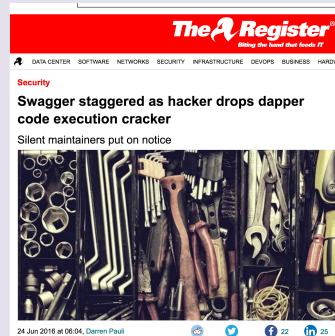 The Register
Biting the hand that feeds IT
DATA CENTER SOFTWARE NETWORKS SECURITY INFRASTRUCTURE DEVOPS BUSINESS
Security
Swagger staggered as hacker drops dapper
code execution cracker
Silent maintainers put on notice
24 Jun 2016 at 06:04, Darren Pauli 22 25